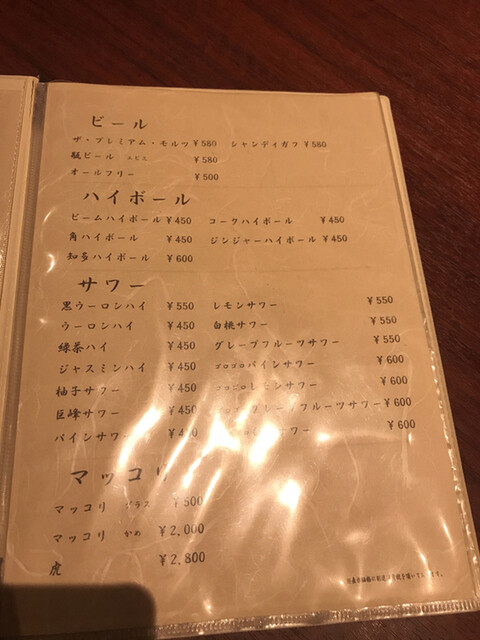 ビール
ザ・プレミアム・モルツ ¥580 シャンディガフ ¥580
瓶ビール ヱビス ¥580
オールフリー ¥500
ハイボール
ビームハイボール ¥450 コークハイボール ¥450
角ハイボール ¥450 ジンジャーハイボール ¥450
知多ハイボール ¥600
サワー
黒ウーロンハイ ¥550 レモンサワー ¥550
ウーロンハイ ¥450 白桃サワー ¥550
緑茶ハイ ¥450 グレープフルーツサワー ¥550
ジャスミンハイ ¥450 ゴロゴロパインサワー ¥600
柚子サワー ¥450 ゴロゴロレモンサワー ¥600
巨峰サワー ¥450 フルーツサワー ¥600
パインサワー サワー ¥600
マッコリ
マッコリ グラス ¥500
マッコリ かめ ¥2,000
虎 ¥2,800